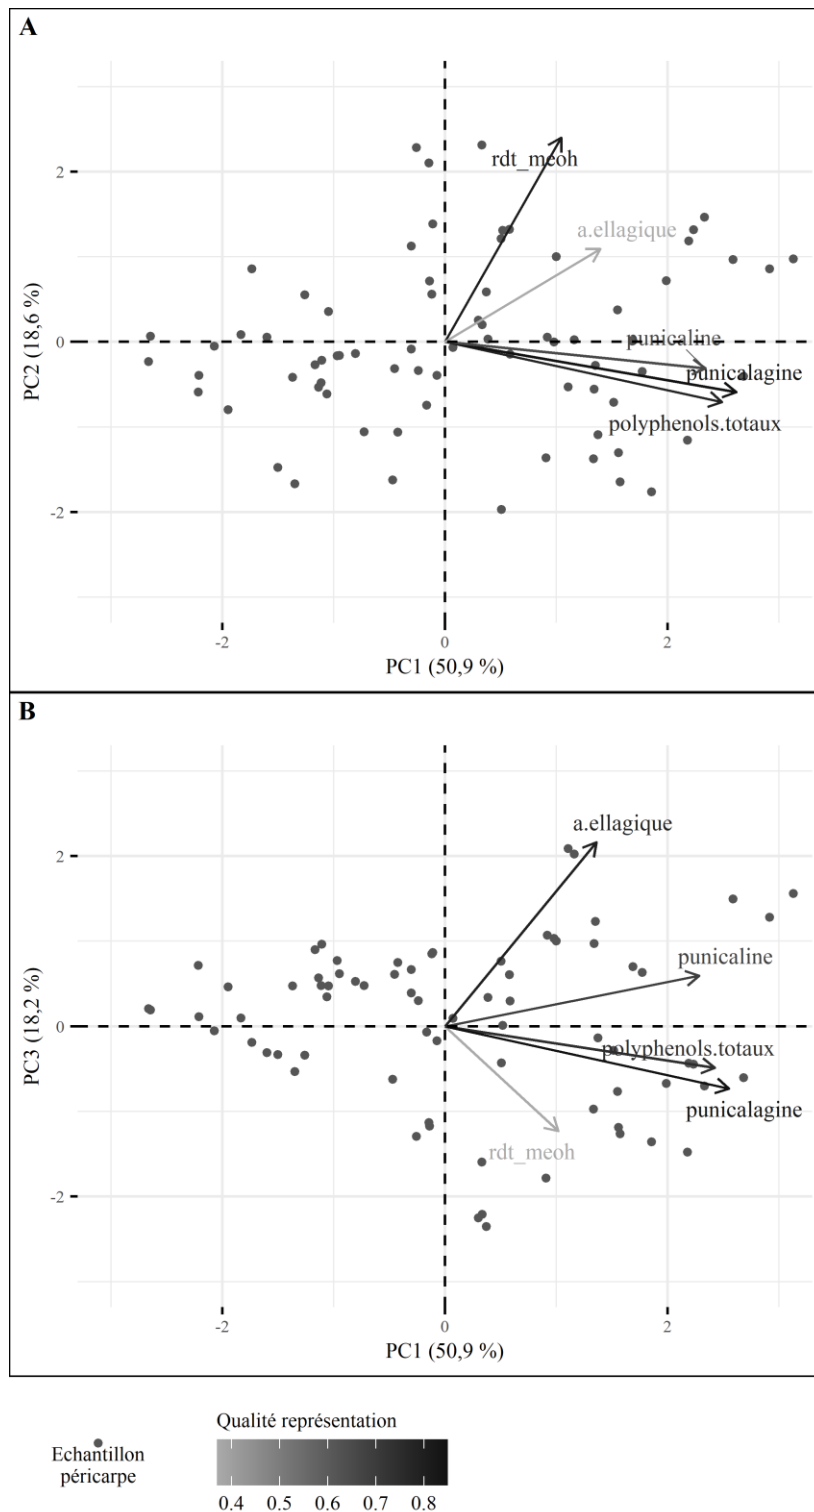 A
rdt_meoh
a.ellagique
punicaline
punicalagine
polyphenols.totaux
2
0
-2
PC2 (18,6 %)
-2
0
2
PC1 (50,9 %)
B
a.ellagique
punicaline
polyphenols.totaux
punicalagine
rdt_meoh
2
0
-2
PC3 (18,2 %)
-2
0
2
PC1 (50,9 %)
Echantillon
péricarpe
Qualité représentation
0.4 0.5 0.6 0.7 0.8